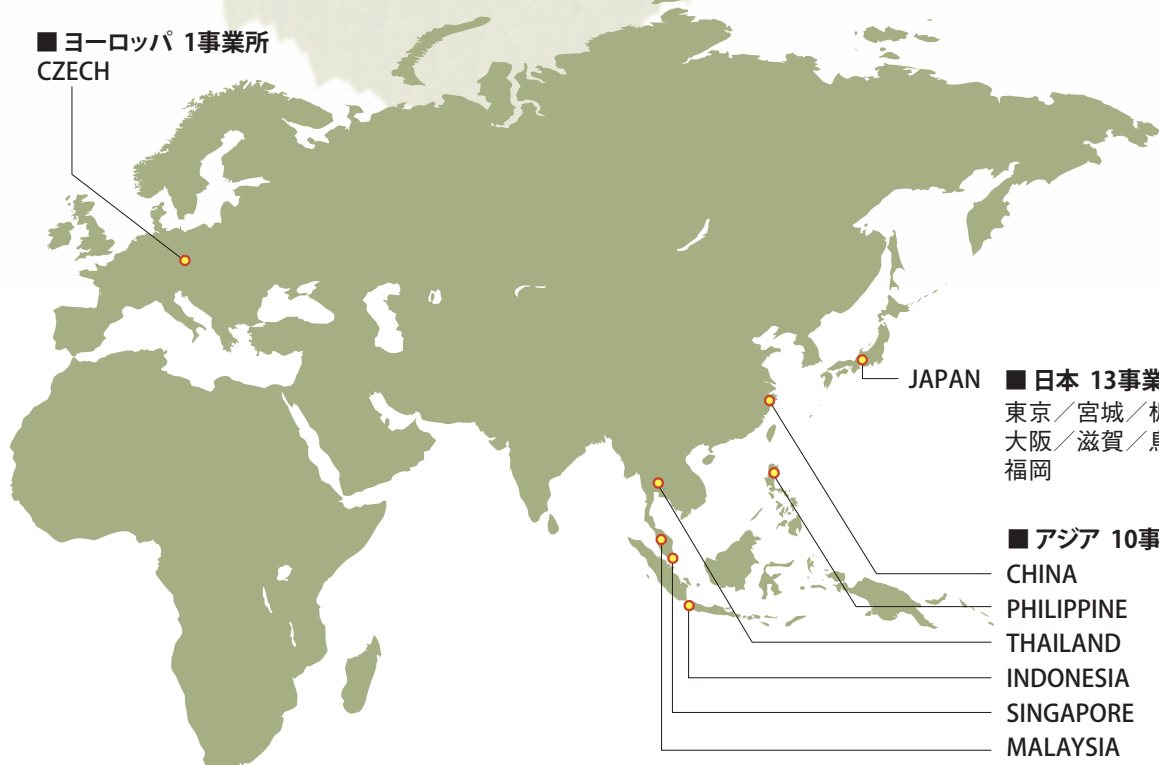 ■ ヨーロッパ 1事業所
CZECH
JAPAN
■ 日本 13事業
東京／宮城／
大阪／滋賀／
福岡
■ アジア 10事
CHINA
PHILIPPINE
THAILAND
INDONESIA
SINGAPORE
MALAYSIA